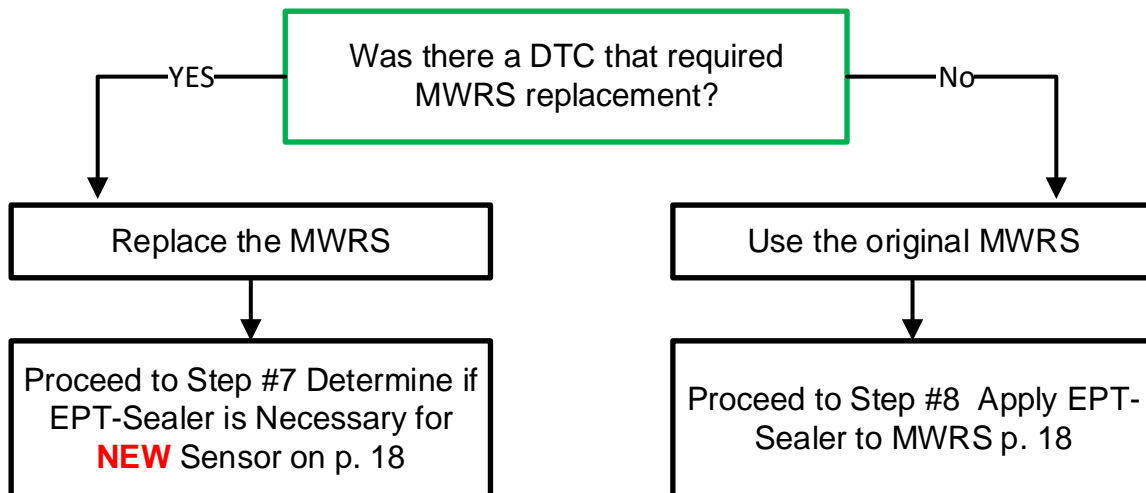 Was there a DTC that required
MWRS replacement?
YES
No
Replace the MWRS
Use the original MWRS
Proceed to Step #7 Determine if
EPT-Sealer is Necessary for
NEW Sensor on p. 18
Proceed to Step #8  Apply EPT-
Sealer to MWRS p. 18